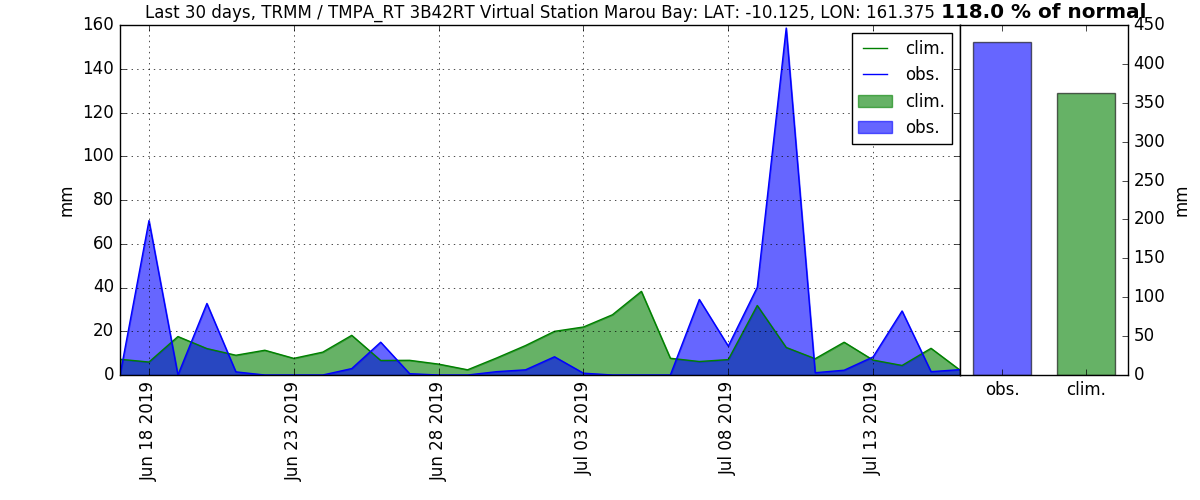 Last 30 days, TRMM / TMPA_RT 3B42RT Virtual Station Marou Bay: LAT: -10.125, LON: 161.375 118.0 % of normal
160
140
120
100
80
60
40
20
0
mm
clim.
obs.
clim.
obs.
Jun 18 2019
Jun 23 2019
Jun 28 2019
Jul 03 2019
Jul 08 2019
Jul 13 2019
450
400
350
300
250
200
150
100
50
0
mm
obs.
clim.